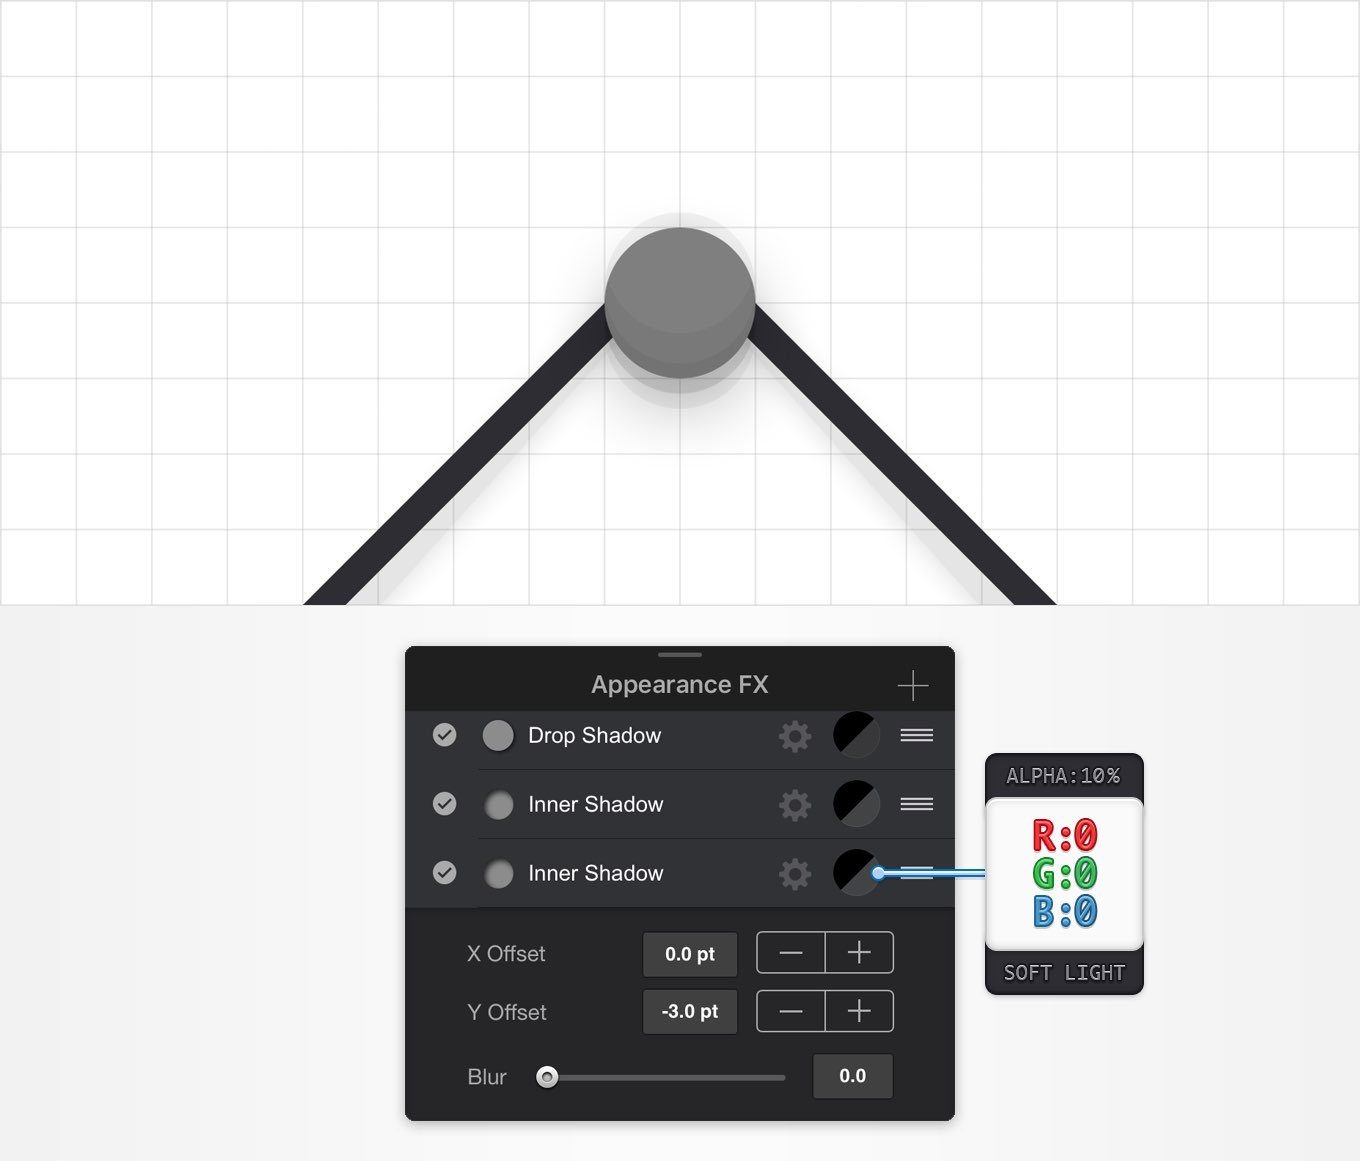 Appearance FX
Drop Shadow
Inner Shadow
Inner Shadow
X Offset 0.0 pt
Y Offset -3.0 pt
Blur 0.0
ALPHA:10%
R:0
G:0
B:0
SOFT LIGHT